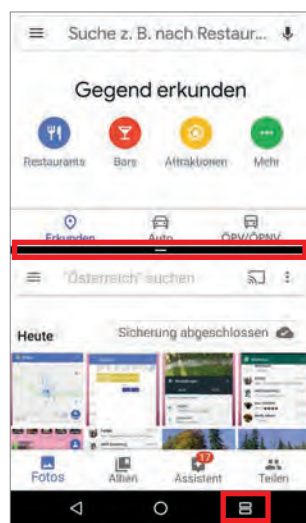 Suche z. B. nach Restaur...
Gegend erkunden
Restaurants Bars Attraktionen Mehr
Erkunden Auto ÖPV/ÖPNV
"Österreich" suchen
Heute Sicherung abgeschlossen
17
Fotos Alben Assistent Teilen